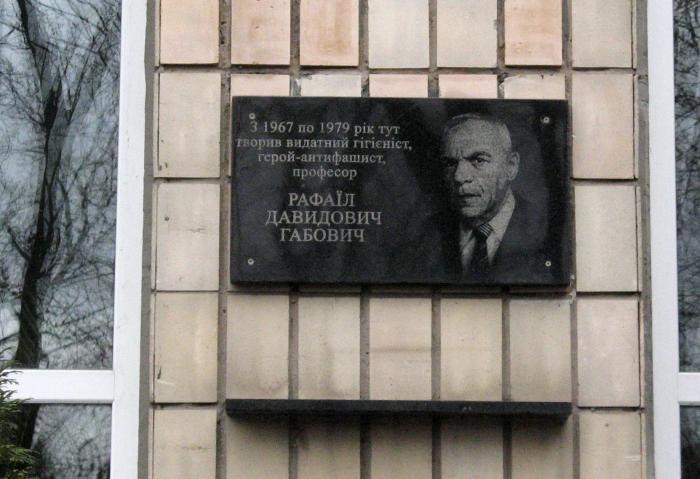 З 1967 по 1979 рік тут
творив видатний гігієніст,
герой-антифашист,
професор
РАФАЇЛ
ДАВИДОВИЧ
ГАБОВИЧ